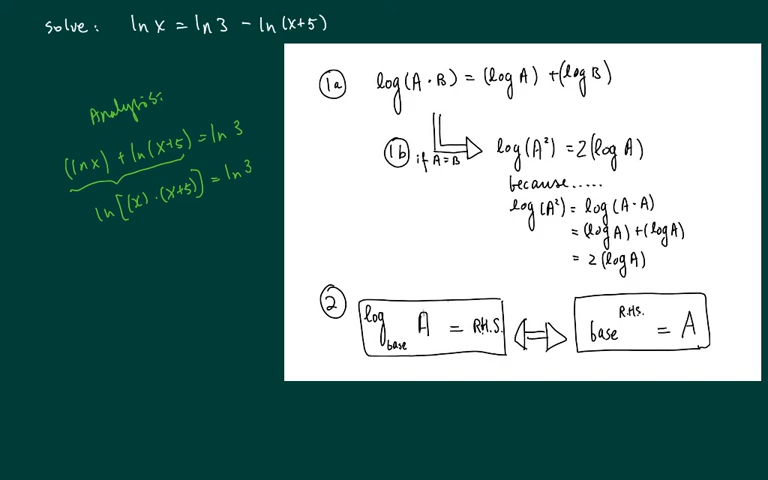 Solve: ln x = ln 3 - ln (x+5)
Analysis:
(ln x) + ln (x+5) = ln 3
ln [(x) · (x+5)] = ln 3
1a log(A · B) = (log A) + (log B)
1b if A = B log(A²) = 2 (log A)
because.....
log(A²) = log(A · A)
= (log A) + (log A)
= 2 (log A)
2 log base A = R.H.S. ⟺ base R.H.S. = A